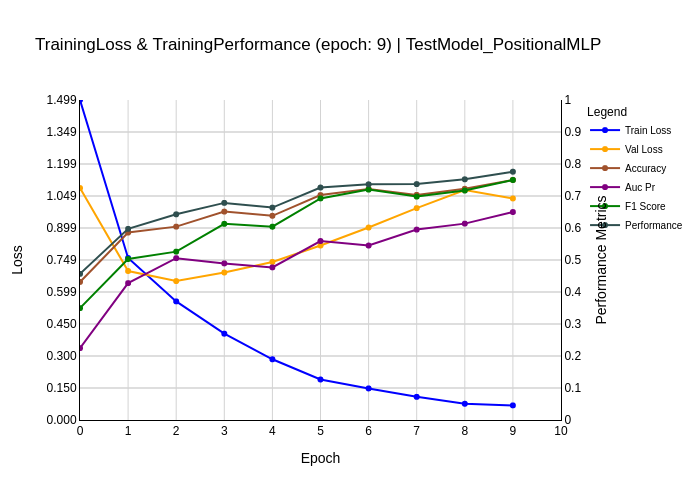 TrainingLoss & TrainingPerformance (epoch: 9) | TestModel_PositionalMLP
Legend
Train Loss
Val Loss
Accuracy
Auc Pr
F1 Score
Performance
Loss
1.499
1.349
1.199
1.049
0.899
0.749
0.599
0.450
0.300
0.150
0.000
1
0.9
0.8
0.7
0.6
0.5
0.4
0.3
0.2
0.1
0
Performance Metrics
0 1 2 3 4 5 6 7 8 9 10
Epoch